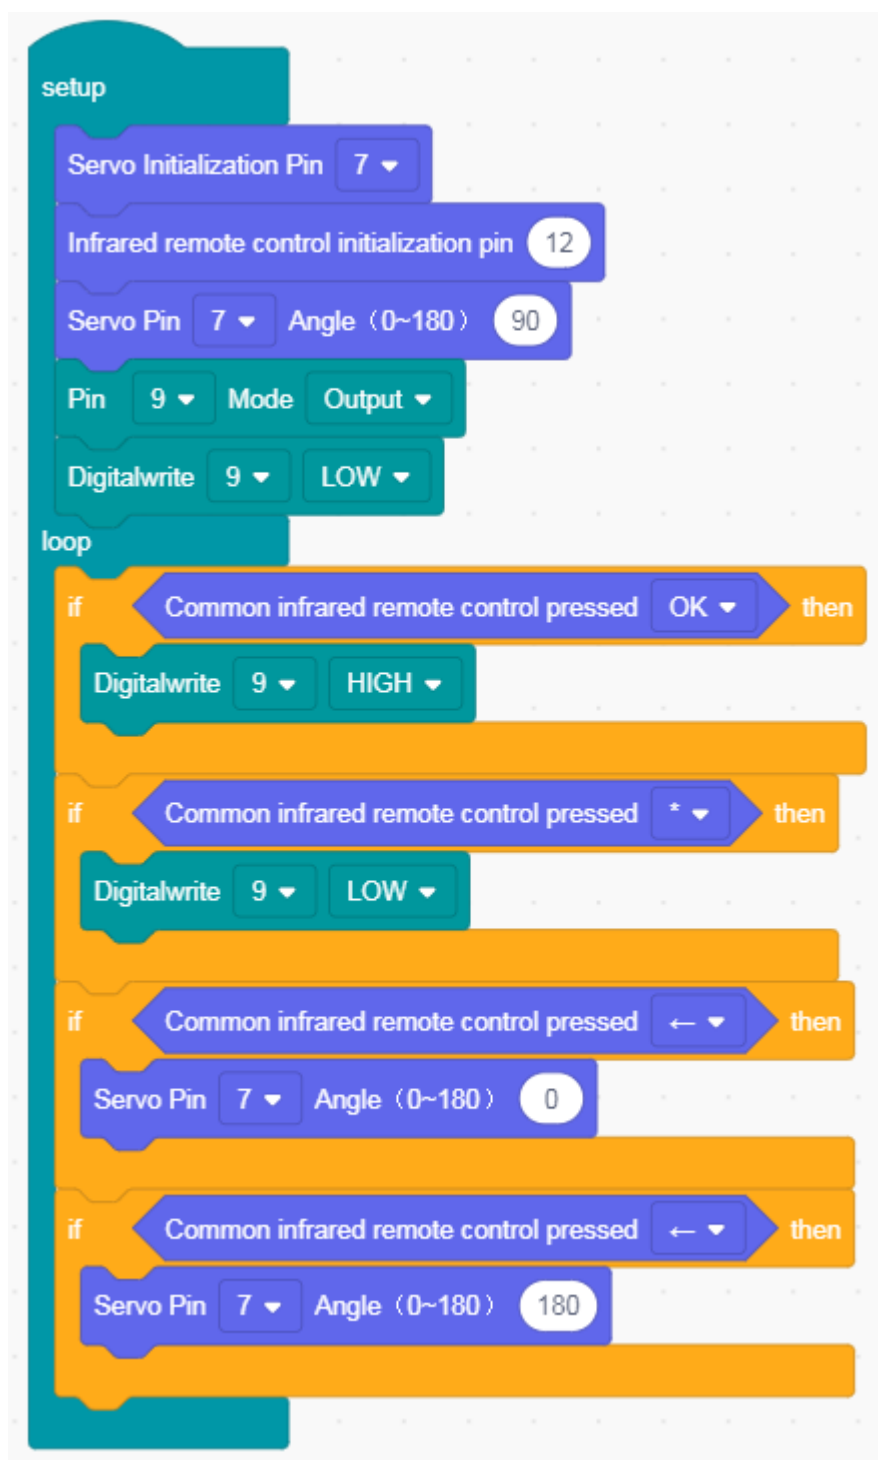 setup
Servo Initialization Pin 7
Infrared remote control initialization pin 12
Servo Pin 7 Angle（0~180） 90
Pin 9 Mode Output
Digitalwrite 9 LOW
loop
if Common infrared remote control pressed OK then
Digitalwrite 9 HIGH
if Common infrared remote control pressed * then
Digitalwrite 9 LOW
if Common infrared remote control pressed ← then
Servo Pin 7 Angle（0~180） 0
if Common infrared remote control pressed ← then
Servo Pin 7 Angle（0~180） 180